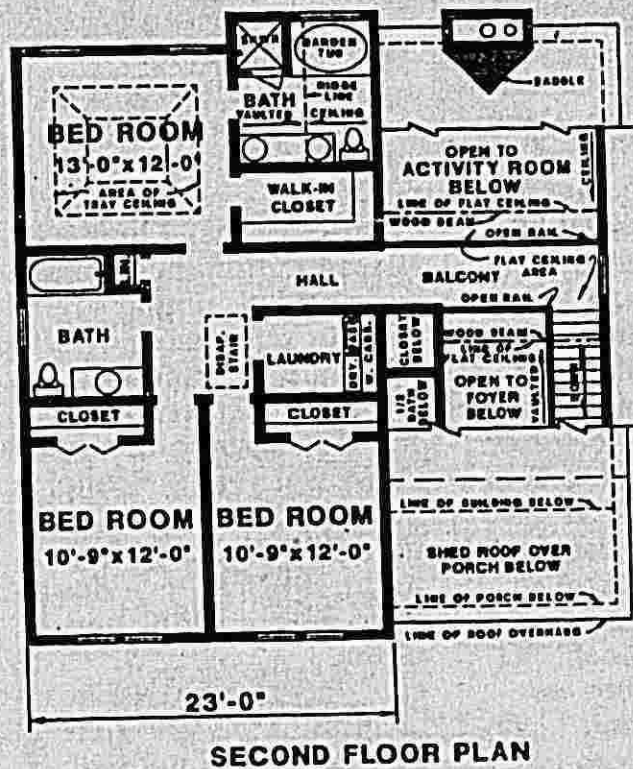 SHWR
GARDEN
TUB
SADDLE
BATH
VAULTED
RIDGE
LINE
CEILING
BED ROOM
13'-0"x12'-0"
AREA OF
TRAY CEILING
WALK-IN
CLOSET
OPEN TO
ACTIVITY ROOM
BELOW
CEILING
LINE OF FLAT CEILING
WOOD BEAM
OPEN RAIL
FLAT CEILING
AREA
HALL
BALCONY
OPEN RAIL
LIN.
BATH
DISAP.
STAIR
LAUNDRY
DRY.
W. CAB.
CLOSET
BELOW
WOOD BEAM
LINE OF
FLAT CEILING
OPEN TO
FOYER
BELOW
VAULTED
DOWN
1/2
BATH
BELOW
CLOSET
CLOSET
BED ROOM
10'-9"x12'-0"
BED ROOM
10'-9"x12'-0"
LINE OF BUILDING BELOW
SHED ROOF OVER
PORCH BELOW
LINE OF PORCH BELOW
LINE OF ROOF OVERHANG
23'-0"
SECOND FLOOR PLAN